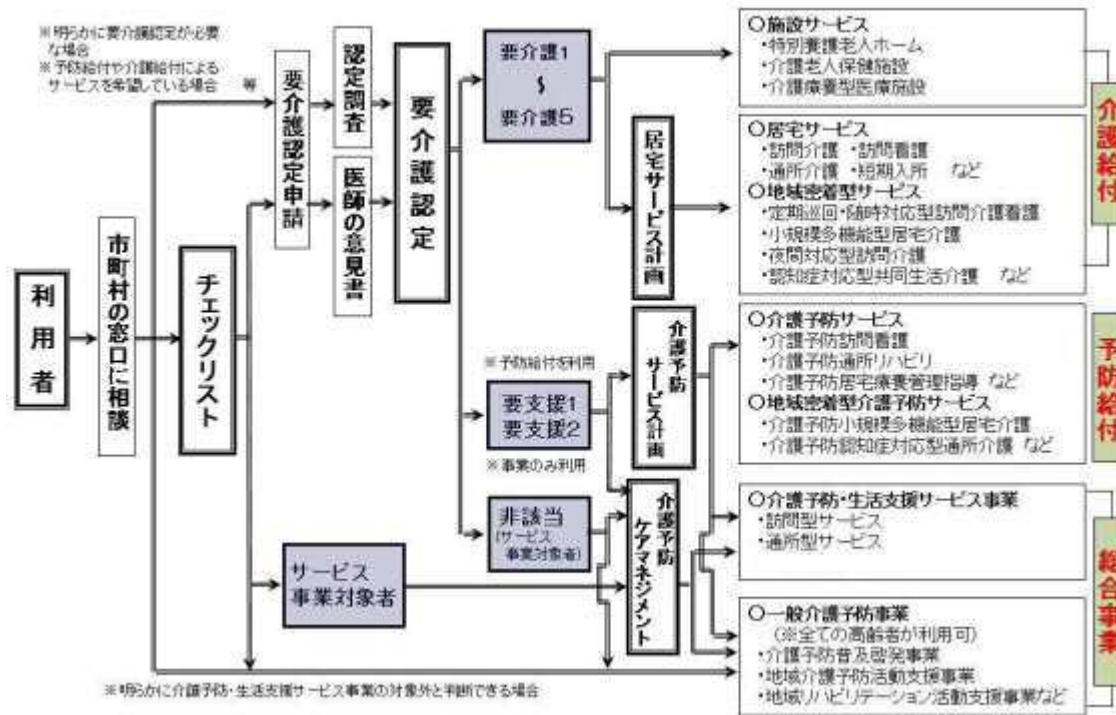 ※明らかに要介護認定が必要
な場合
※予防給付や介護給付による
サービスを希望している場合 等
利用者
市町村の窓口に相談
チェックリスト
要介護認定申請
認定調査
医師の意見書
要介護認定
要介護1
∫
要介護5
※予防給付を利用
要支援1
要支援2
※事業のみ利用
非該当
(サービス
事業対象者)
サービス
事業対象者
居宅サービス計画
介護予防
サービス計画
介護予防
ケアマネジメント
○施設サービス
・特別養護老人ホーム
・介護老人保健施設
・介護療養型医療施設
○居宅サービス
・訪問介護 ・訪問看護
・通所介護 ・短期入所 など
○地域密着型サービス
・定期巡回・随時対応型訪問介護看護
・小規模多機能型居宅介護
・夜間対応型訪問介護
・認知症対応型共同生活介護 など
介護給付
○介護予防サービス
・介護予防訪問看護
・介護予防通所リハビリ
・介護予防居宅療養管理指導 など
○地域密着型介護予防サービス
・介護予防小規模多機能型居宅介護
・介護予防認知症対応型通所介護 など
予防給付
○介護予防・生活支援サービス事業
・訪問型サービス
・通所型サービス
○一般介護予防事業
(※全ての高齢者が利用可)
・介護予防普及啓発事業
・地域介護予防活動支援事業
・地域リハビリテーション活動支援事業など
総合事業
※明らかに介護予防・生活支援サービス事業の対象外と判断できる場合